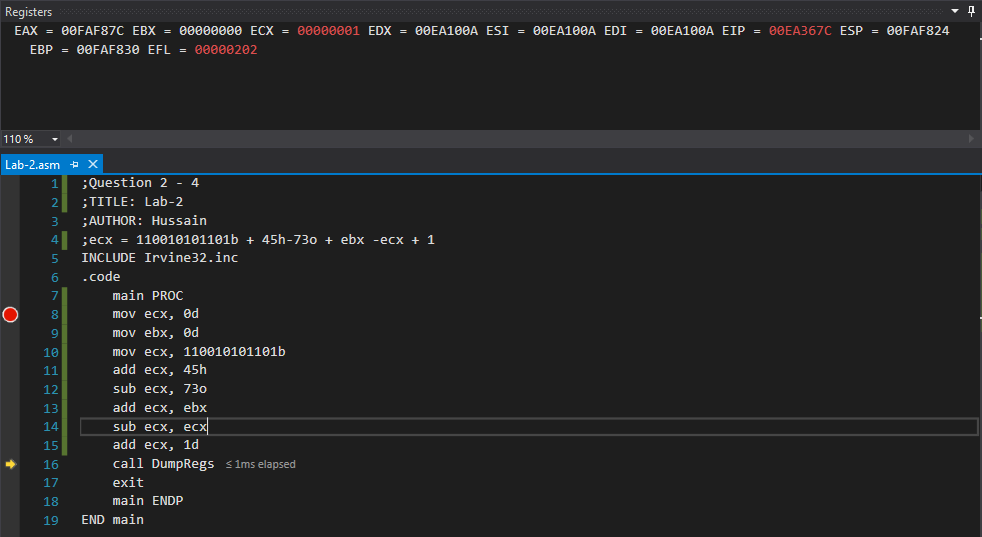 Registers
EAX = 00FAF87C EBX = 00000000 ECX = 00000001 EDX = 00EA100A ESI = 00EA100A EDI = 00EA100A EIP = 00EA367C ESP = 00FAF824
EBP = 00FAF830 EFL = 00000202
110 %
Lab-2.asm
1 ;Question 2 - 4
2 ;TITLE: Lab-2
3 ;AUTHOR: Hussain
4 ;ecx = 110010101101b + 45h-73o + ebx -ecx + 1
5 INCLUDE Irvine32.inc
6 .code
7 main PROC
8 mov ecx, 0d
9 mov ebx, 0d
10 mov ecx, 110010101101b
11 add ecx, 45h
12 sub ecx, 73o
13 add ecx, ebx
14 sub ecx, ecx
15 add ecx, 1d
16 call DumpRegs ≤ 1ms elapsed
17 exit
18 main ENDP
19 END main